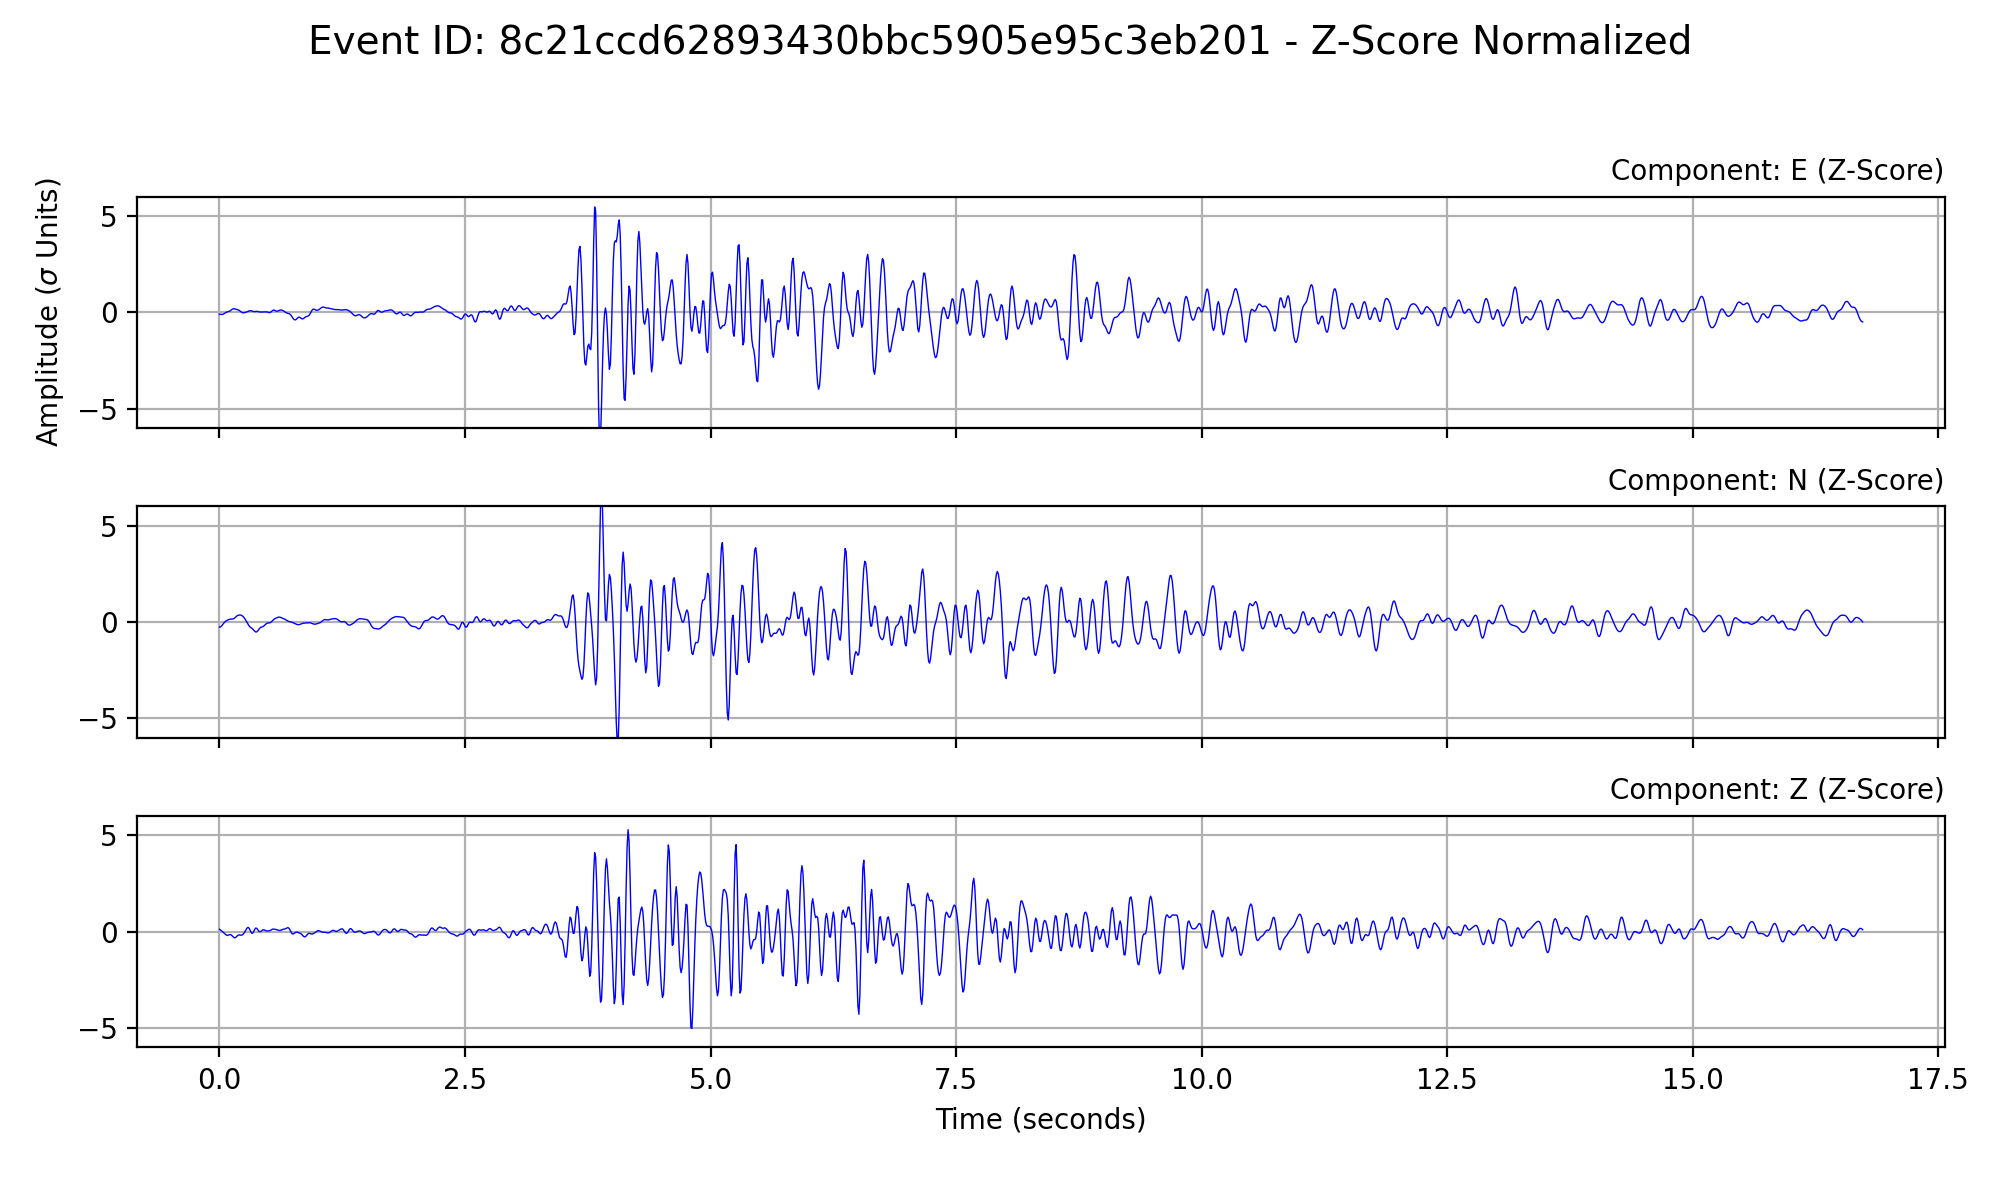 Event ID: 8c21ccd62893430bbc5905e95c3eb201 - Z-Score Normalized
Component: E (Z-Score)
Amplitude (σ Units)
5
0
−5
Component: N (Z-Score)
5
0
−5
Component: Z (Z-Score)
5
0
−5
0.0 2.5 5.0 7.5 10.0 12.5 15.0 17.5
Time (seconds)